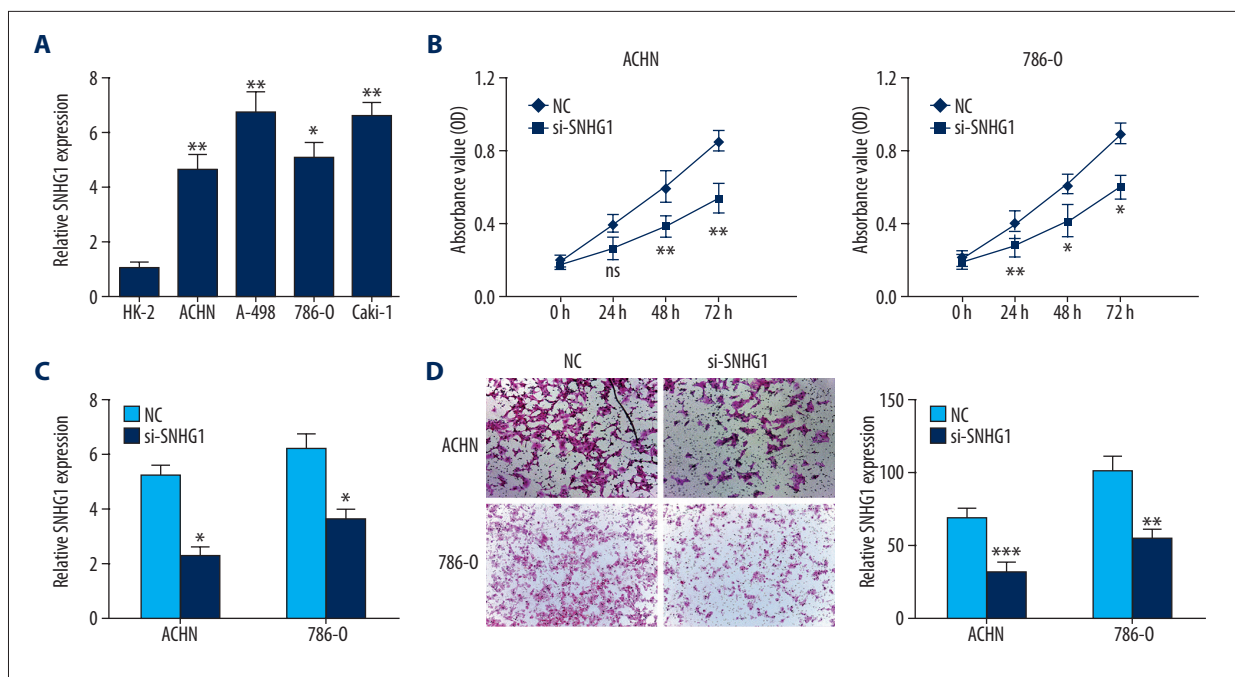 A
Relative SNHG1 expression
8
6
4
2
0
**
**
*
**
HK-2 ACHN A-498 786-O Caki-1
B
ACHN
Absorbance value (OD)
1.2
0.8
0.4
0.0
NC
si-SNHG1
ns
**
**
0 h 24 h 48 h 72 h
786-O
Absorbance value (OD)
1.2
0.8
0.4
0.0
NC
si-SNHG1
**
*
*
0 h 24 h 48 h 72 h
C
Relative SNHG1 expression
8
6
4
2
0
NC
si-SNHG1
*
*
ACHN 786-O
D
NC si-SNHG1
ACHN
786-O
Relative SNHG1 expression
150
100
50
0
NC
si-SNHG1
***
**
ACHN 786-O